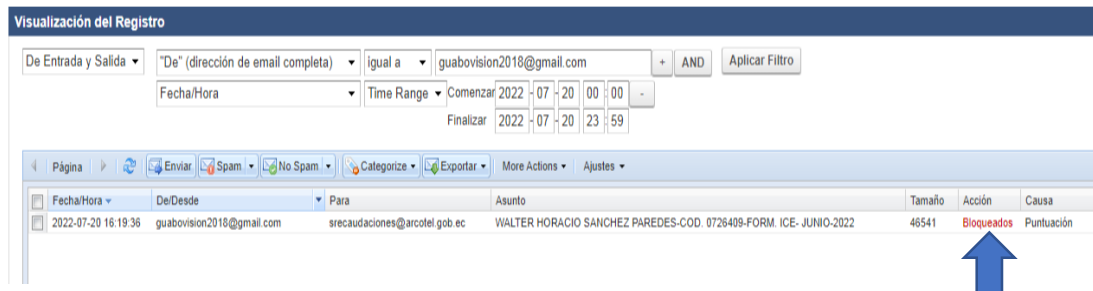 Visualización del Registro
De Entrada y Salida "De" (dirección de email completa) igual a guabovision2018@gmail.com + AND Aplicar Filtro
Fecha/Hora Time Range Comenzar 2022 - 07 - 20 00 : 00 -
Finalizar 2022 - 07 - 20 23 : 59
Página Enviar Spam No Spam Categorize Exportar More Actions Ajustes
Fecha/Hora De/Desde Para Asunto Tamaño Acción Causa
2022-07-20 16:19:36 guabovision2018@gmail.com srecaudaciones@arcotel.gob.ec WALTER HORACIO SANCHEZ PAREDES-COD. 0726409-FORM. ICE- JUNIO-2022 46541 Bloqueados Puntuación